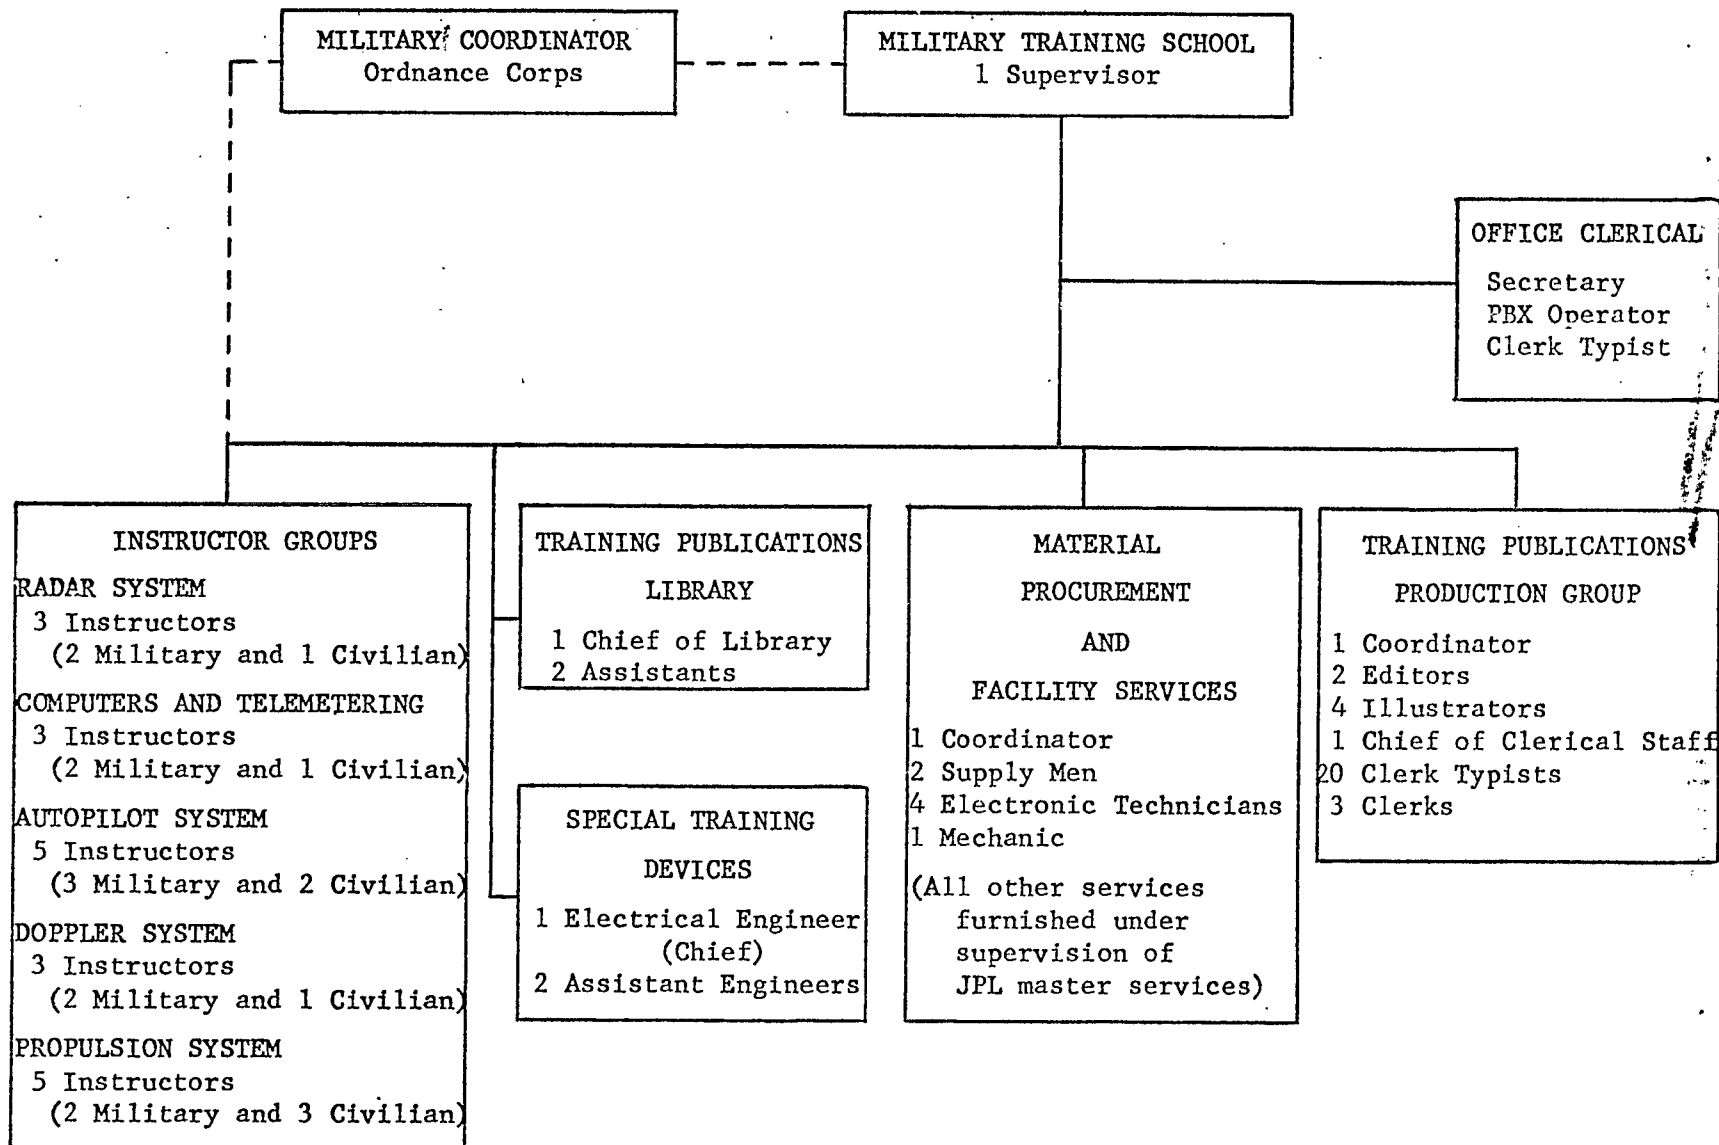 MILITARY COORDINATOR
Ordnance Corps
MILITARY TRAINING SCHOOL
1 Supervisor
OFFICE CLERICAL
Secretary
PBX Operator
Clerk Typist
INSTRUCTOR GROUPS
RADAR SYSTEM
3 Instructors
(2 Military and 1 Civilian)
COMPUTERS AND TELEMETERING
3 Instructors
(2 Military and 1 Civilian)
AUTOPILOT SYSTEM
5 Instructors
(3 Military and 2 Civilian)
DOPPLER SYSTEM
3 Instructors
(2 Military and 1 Civilian)
PROPULSION SYSTEM
5 Instructors
(2 Military and 3 Civilian)
TRAINING PUBLICATIONS
LIBRARY
1 Chief of Library
2 Assistants
SPECIAL TRAINING
DEVICES
1 Electrical Engineer
(Chief)
2 Assistant Engineers
MATERIAL
PROCUREMENT
AND
FACILITY SERVICES
1 Coordinator
2 Supply Men
4 Electronic Technicians
1 Mechanic
(All other services
furnished under
supervision of
JPL master services)
TRAINING PUBLICATIONS
PRODUCTION GROUP
1 Coordinator
2 Editors
4 Illustrators
1 Chief of Clerical Staff
20 Clerk Typists
3 Clerks